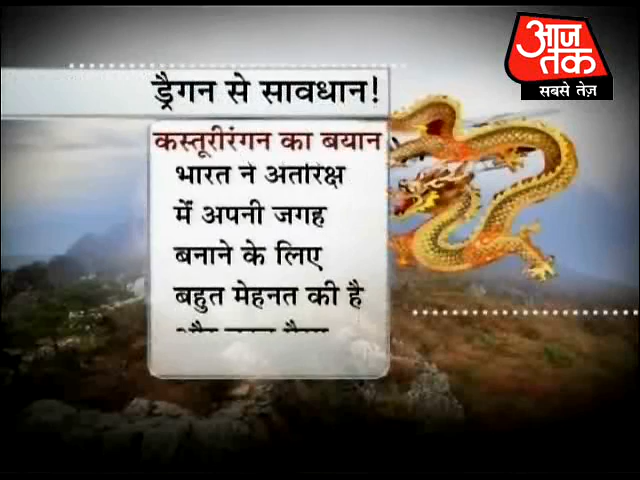 आज
तक
सबसे तेज़
ड्रैगन से सावधान!
कस्तूरीरंगन का बयान
भारत ने अंतरिक्ष
में अपनी जगह
बनाने के लिए
बहुत मेहनत की है